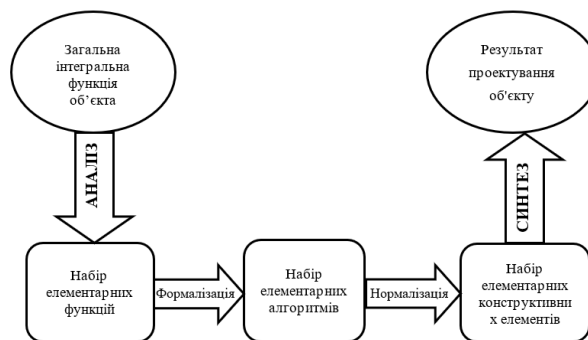 Загальна
інтегральна
функція
об’єкта
Результат
проектування
об'єкту
АНАЛІЗ
СИНТЕЗ
Набір
елементарних
функцій
Формалізація
Набір
елементарних
алгоритмів
Нормалізація
Набір
елементарних
конструктивни
х елементів